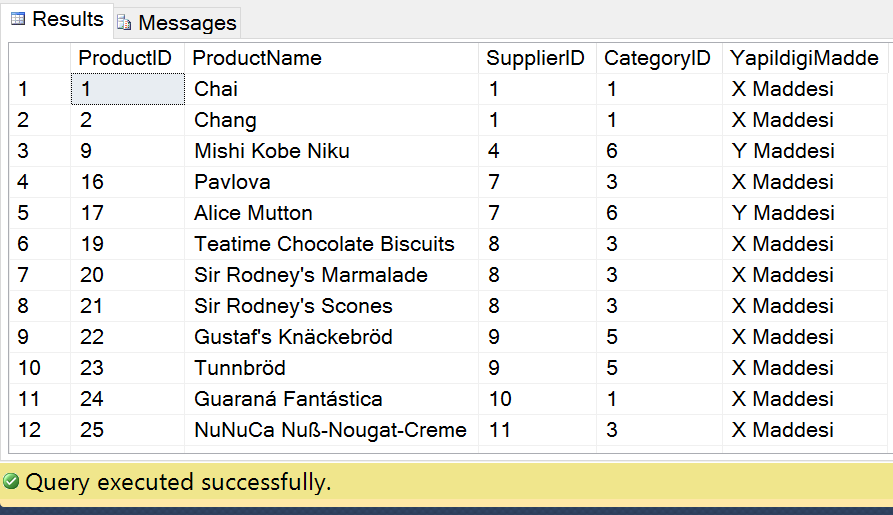 Results Messages
ProductID ProductName SupplierID CategoryID YapildigiMadde
1 1 Chai 1 1 X Maddesi
2 2 Chang 1 1 X Maddesi
3 9 Mishi Kobe Niku 4 6 Y Maddesi
4 16 Pavlova 7 3 X Maddesi
5 17 Alice Mutton 7 6 Y Maddesi
6 19 Teatime Chocolate Biscuits 8 3 X Maddesi
7 20 Sir Rodney's Marmalade 8 3 X Maddesi
8 21 Sir Rodney's Scones 8 3 X Maddesi
9 22 Gustaf's Knäckebröd 9 5 X Maddesi
10 23 Tunnbröd 9 5 X Maddesi
11 24 Guaraná Fantástica 10 1 X Maddesi
12 25 NuNuCa Nuß-Nougat-Creme 11 3 X Maddesi
Query executed successfully.